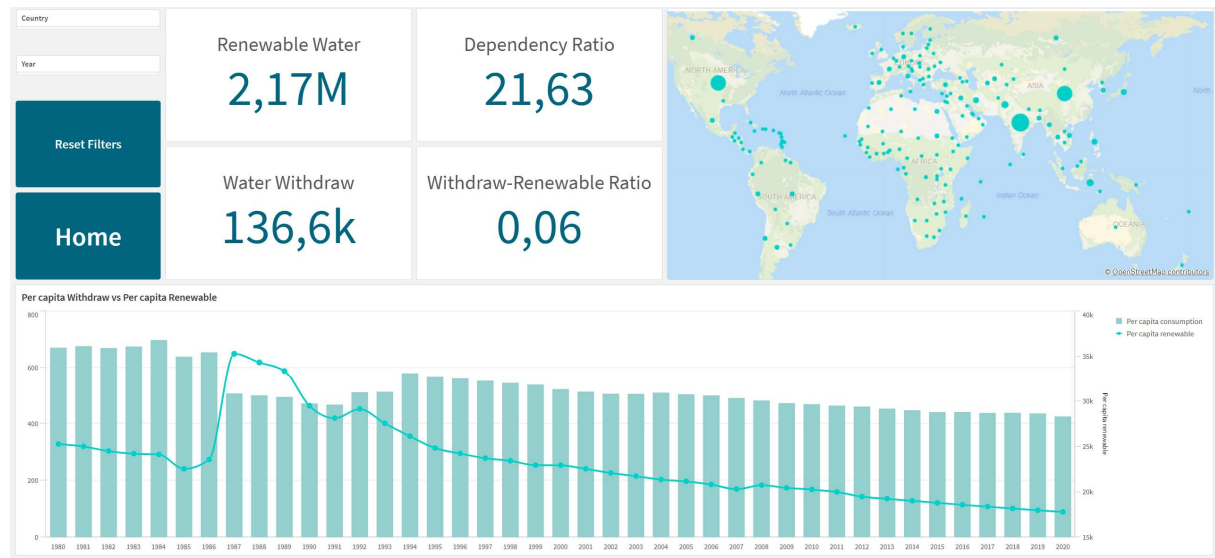 Country
Year
Reset Filters
Home
Renewable Water
2,17M
Dependency Ratio
21,63
Water Withdraw
136,6k
Withdraw-Renewable Ratio
0,06
NORTH AMERICA
EUROPE
ASIA
North Atlantic Ocean
North
AFRICA
SOUTH AMERICA
South Atlantic Ocean
Indian Ocean
OCEANIA
© OpenStreetMap contributors
Per capita Withdraw vs Per capita Renewable
800
600
400
200
0
40k
35k
30k
25k
20k
15k
Per capita renewable
Per capita consumption
Per capita renewable
1980 1981 1982 1983 1984 1985 1986 1987 1988 1989 1990 1991 1992 1993 1994 1995 1996 1997 1998 1999 2000 2001 2002 2003 2004 2005 2006 2007 2008 2009 2010 2011 2012 2013 2014 2015 2016 2017 2018 2019 2020